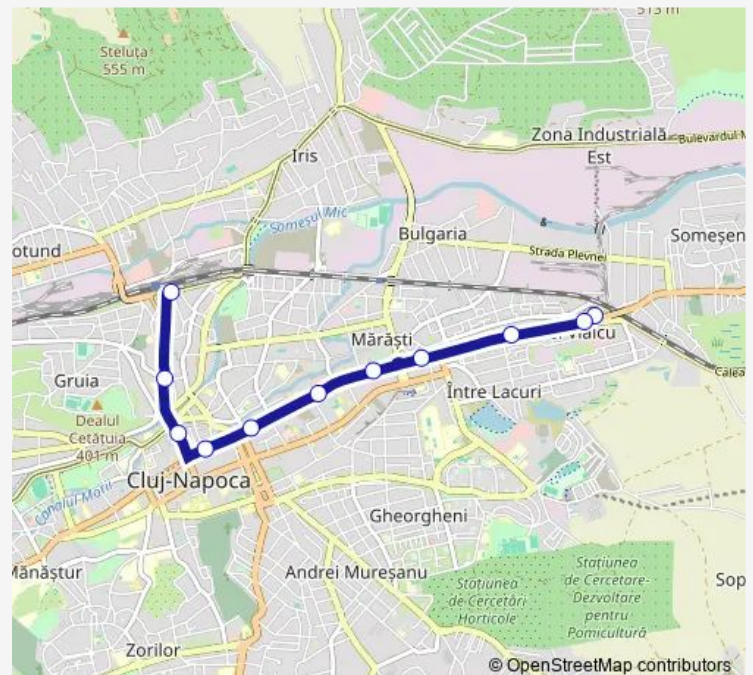 513 m
Steluța
555 m
Zona Industrială
Est
Bulevardul M
Iris
Someșul Mic
Bulgaria
Someșen
otund
Strada Plevnei
Mărăști
Vlaicu
Gruia
Calea
Între Lacuri
Dealul
Cetățuia
401 m
Cluj-Napoca
Canalul Morii
Gheorgheni
Mănăștur
Andrei Mureșanu
Stațiunea
de Cercetări
Horticole
Stațiunea
de Cercetare-
Dezvoltare
pentru
Pomicultură
Sop
Zorilor
© OpenStreetMap contributors